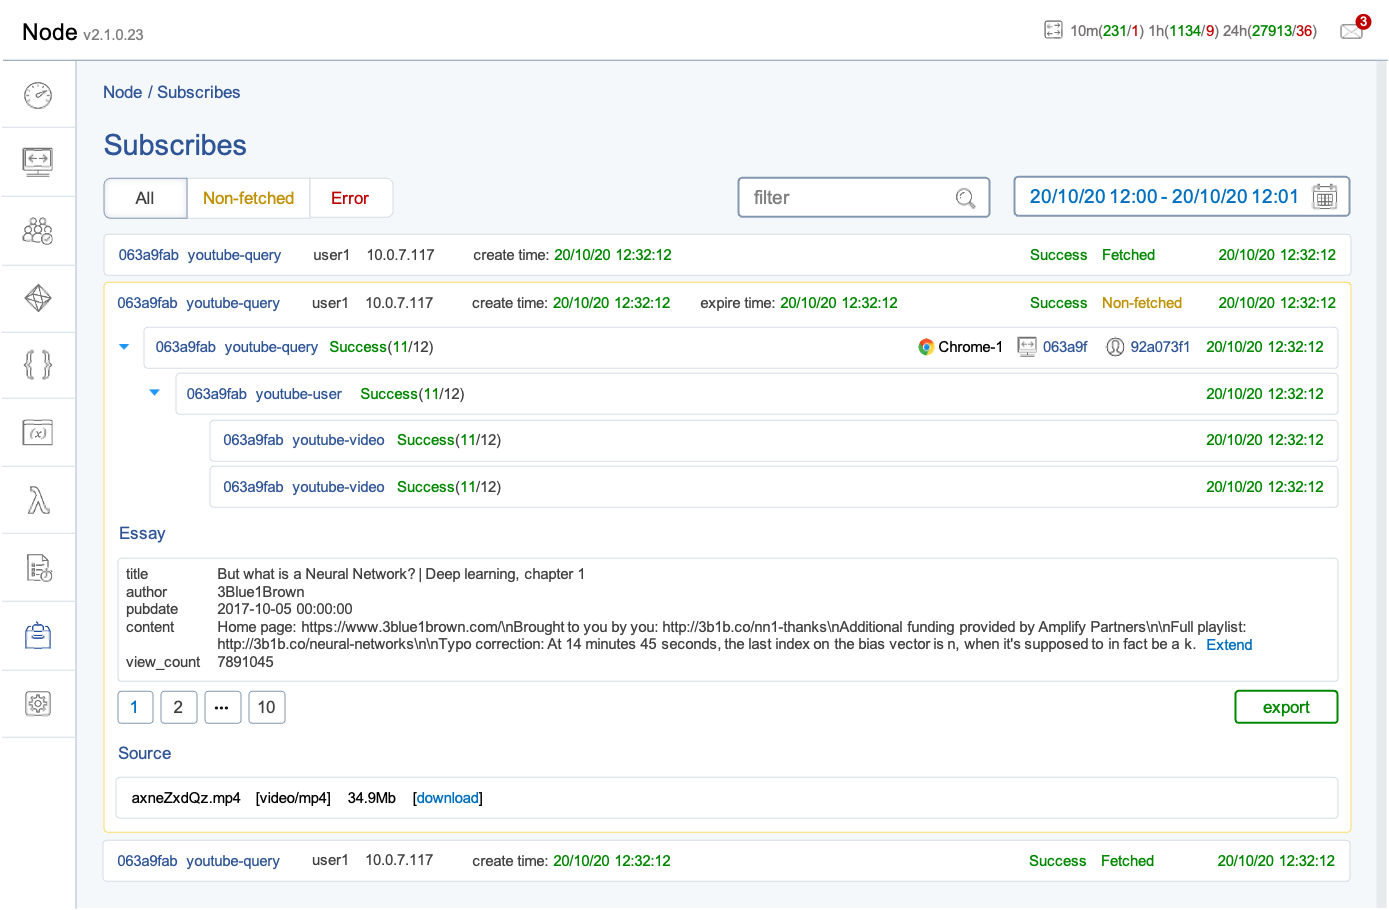 Node v2.1.0.23 10m(231/1) 1h(1134/9) 24h(27913/36) 3
Node / Subscribes
Subscribes
All Non-fetched Error filter 20/10/20 12:00 - 20/10/20 12:01
063a9fab youtube-query user1 10.0.7.117 create time: 20/10/20 12:32:12 Success Fetched 20/10/20 12:32:12
063a9fab youtube-query user1 10.0.7.117 create time: 20/10/20 12:32:12 expire time: 20/10/20 12:32:12 Success Non-fetched 20/10/20 12:32:12
063a9fab youtube-query Success(11/12) Chrome-1 063a9f 92a073f1 20/10/20 12:32:12
063a9fab youtube-user Success(11/12) 20/10/20 12:32:12
(x) 063a9fab youtube-video Success(11/12) 20/10/20 12:32:12
063a9fab youtube-video Success(11/12) 20/10/20 12:32:12
Essay
title But what is a Neural Network? | Deep learning, chapter 1
author 3Blue1Brown
pubdate 2017-10-05 00:00:00
content Home page: https://www.3blue1brown.com/\nBrought to you by you: http://3b1b.co/nn1-thanks\nAdditional funding provided by Amplify Partners\n\nFull playlist:
http://3b1b.co/neural-networks\n\nTypo correction: At 14 minutes 45 seconds, the last index on the bias vector is n, when it's supposed to in fact be a k. Extend
view_count 7891045
1 2 ••• 10 export
Source
axneZxdQz.mp4 [video/mp4] 34.9Mb [download]
063a9fab youtube-query user1 10.0.7.117 create time: 20/10/20 12:32:12 Success Fetched 20/10/20 12:32:12